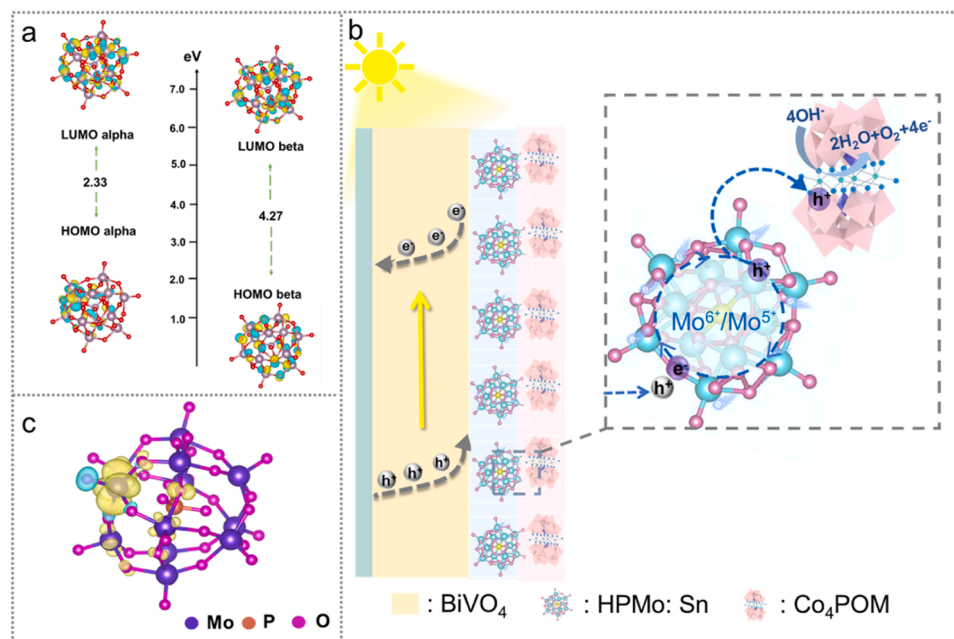 a
eV
7.0
6.0
5.0
4.0
3.0
2.0
1.0
LUMO alpha
2.33
HOMO alpha
LUMO beta
4.27
HOMO beta
b
e⁻
e⁻
e⁻
h⁺
h⁺
h⁺
4OH⁻
2H₂O+O₂+4e⁻
h⁺
h⁺
Mo⁶⁺/Mo⁵⁺
e⁻
h⁺
: BiVO₄
: HPMo: Sn
: Co₄POM
c
Mo P O